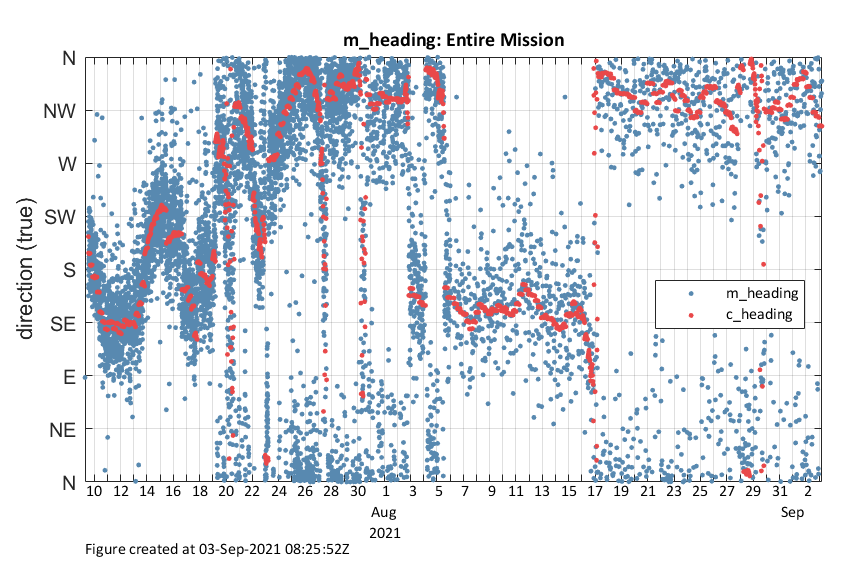 m_heading: Entire Mission
direction (true)
N
NW
W
SW
S
SE
E
NE
N
m_heading
c_heading
10 12 14 16 18 20 22 24 26 28 30 1 3 5 7 9 11 13 15 17 19 21 23 25 27 29 31 2
Aug Sep
2021
Figure created at 03-Sep-2021 08:25:52Z